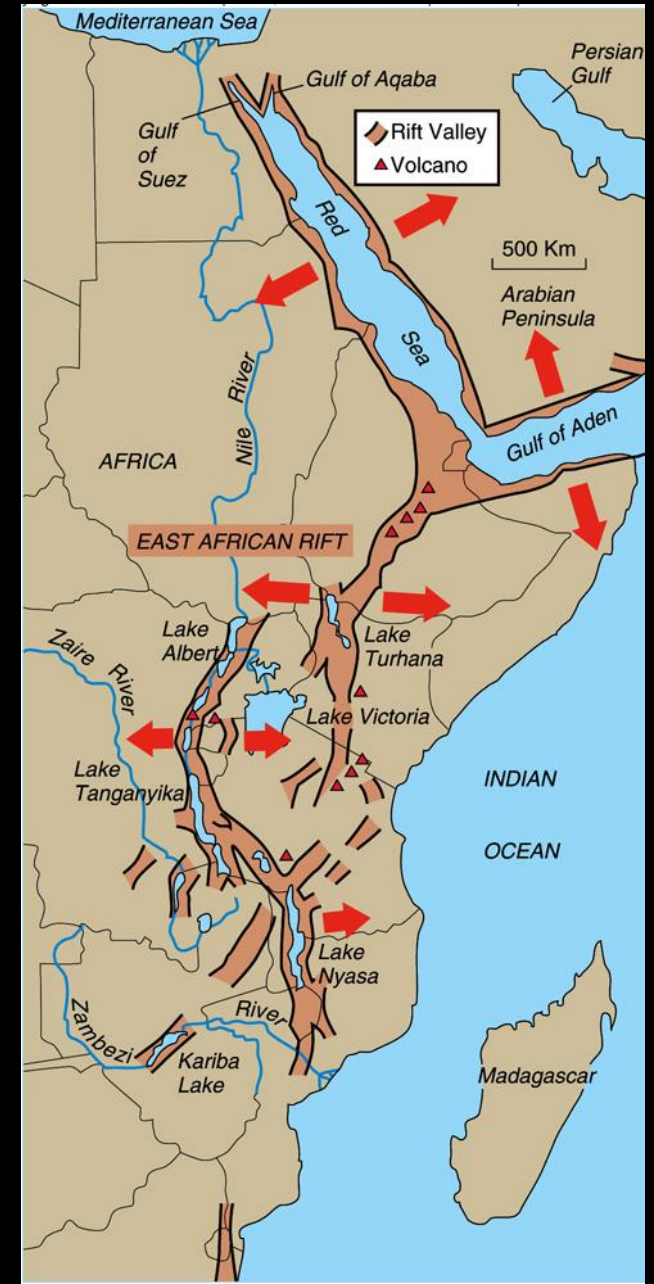 Mediterranean Sea
Persian
Gulf
Gulf of Aqaba
Gulf
of
Suez
Rift Valley
Volcano
Red
Sea
500 Km
Arabian
Peninsula
Nile River
Gulf of Aden
AFRICA
EAST AFRICAN RIFT
Lake
Albert
Lake
Turhana
Zaire River
Lake Victoria
Lake
Tanganyika
INDIAN
OCEAN
Lake
Nyasa
Zambezi River
Kariba
Lake
Madagascar